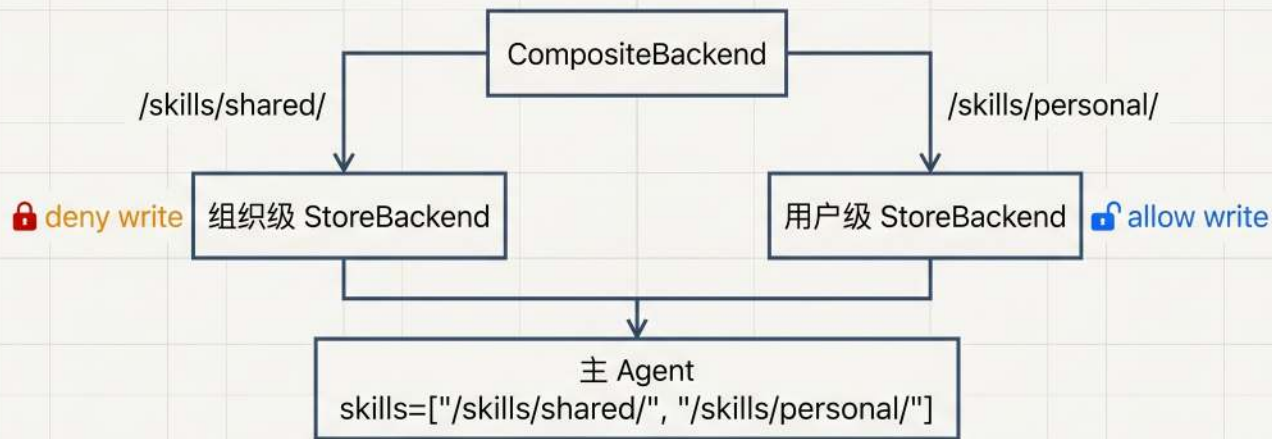 CompositeBackend
/skills/shared/
/skills/personal/
deny write
组织级 StoreBackend
用户级 StoreBackend
allow write
主 Agent
skills=["/skills/shared/", "/skills/personal/"]